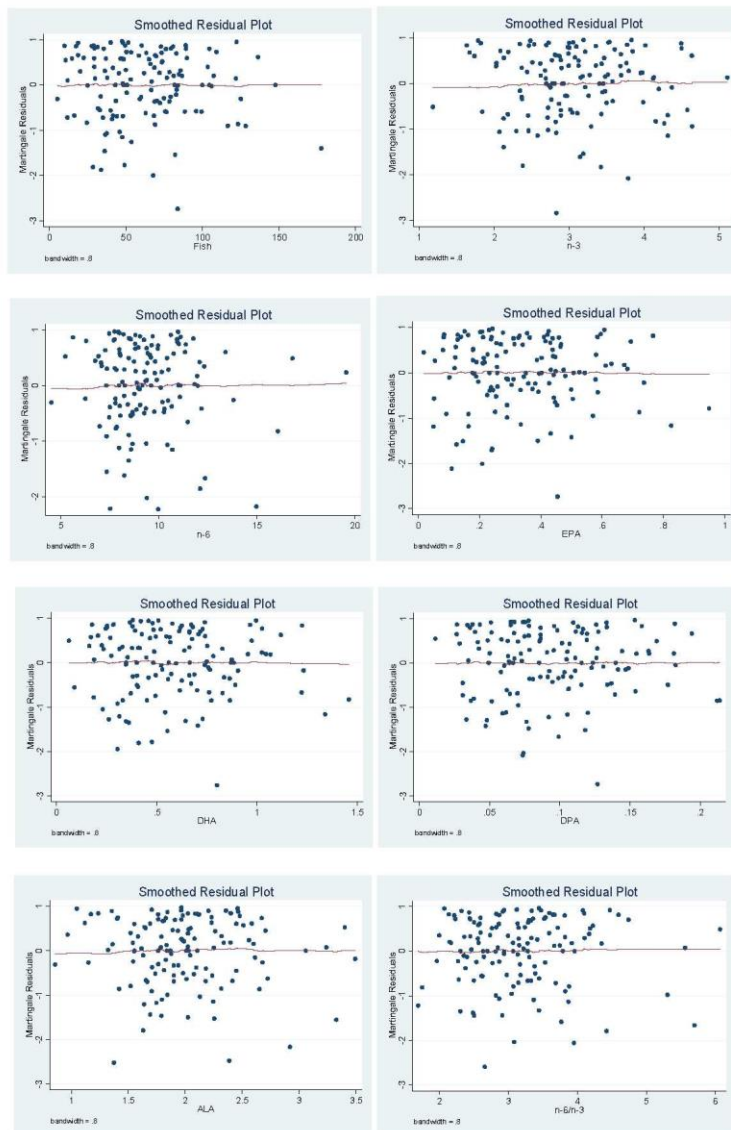 Smoothed Residual Plot
Martingale Residuals
1
0
-1
-2
-3
0 50 100 150 200
Fish
bandwidth = .8
Smoothed Residual Plot
Martingale Residuals
1
0
-1
-2
-3
1 2 3 4 5
n-3
bandwidth = .8
Smoothed Residual Plot
Martingale Residuals
1
0
-1
-2
5 10 15 20
n-6
bandwidth = .8
Smoothed Residual Plot
Martingale Residuals
1
0
-1
-2
-3
0 .2 .4 .6 .8 1
EPA
bandwidth = .8
Smoothed Residual Plot
Martingale Residuals
1
0
-1
-2
-3
0 .5 1 1.5
DHA
bandwidth = .8
Smoothed Residual Plot
Martingale Residuals
1
0
-1
-2
-3
0 .05 .1 .15 .2
DPA
bandwidth = .8
Smoothed Residual Plot
Martingale Residuals
1
0
-1
-2
-3
1 1.5 2 2.5 3 3.5
ALA
bandwidth = .8
Smoothed Residual Plot
Martingale Residuals
1
0
-1
-2
-3
2 3 4 5 6
n-6/n-3
bandwidth = .8